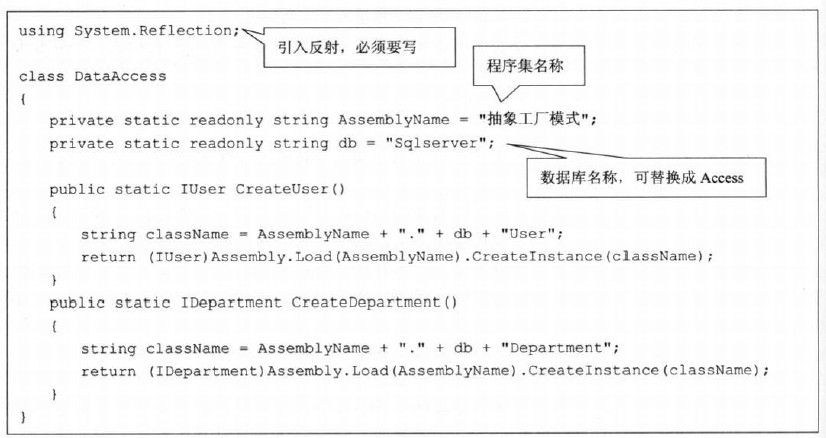 using System.Reflection;
引入反射，必须要写
程序集名称
class DataAccess
{
private static readonly string AssemblyName = "抽象工厂模式";
private static readonly string db = "Sqlserver";
数据库名称，可替换成 Access
public static IUser CreateUser()
{
string className = AssemblyName + "." + db + "User";
return (IUser)Assembly.Load(AssemblyName).CreateInstance(className);
}
public static IDepartment CreateDepartment()
{
string className = AssemblyName + "." + db + "Department";
return (IDepartment)Assembly.Load(AssemblyName).CreateInstance(className);
}
}